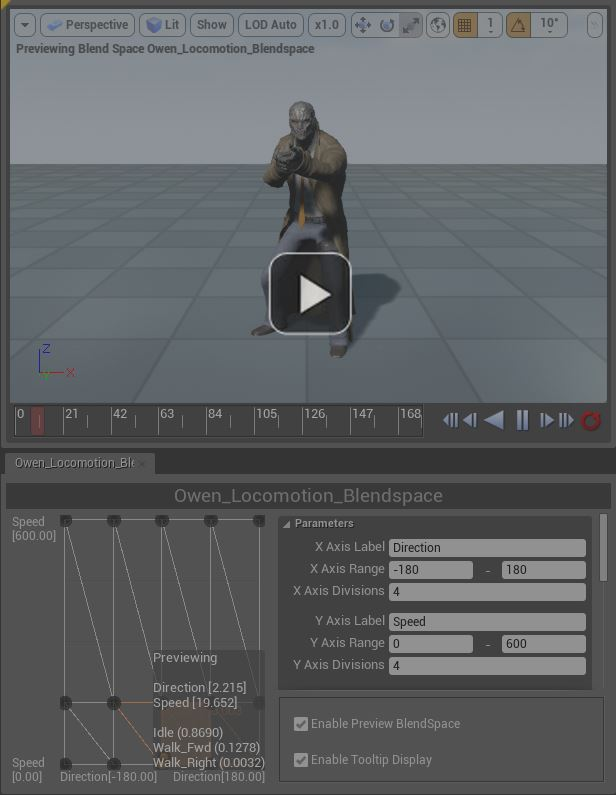 Perspective Lit Show LOD Auto x1.0 1 10°
Previewing Blend Space Owen_Locomotion_Blendspace
Z
X
0 21 42 63 84 105 126 147 168
Owen_Locomotion_Ble
Owen_Locomotion_Blendspace
Speed
[600.00]
Parameters
X Axis Label Direction
X Axis Range -180 - 180
X Axis Divisions 4
Y Axis Label Speed
Y Axis Range 0 - 600
Y Axis Divisions 4
Previewing
Direction [2.215]
Speed [19.652]
Idle (0.8690)
Walk_Fwd (0.1278)
Walk_Right (0.0032)
Speed
[0.00]
Direction[-180.00] Direction[180.00]
Enable Preview BlendSpace
Enable Tooltip Display